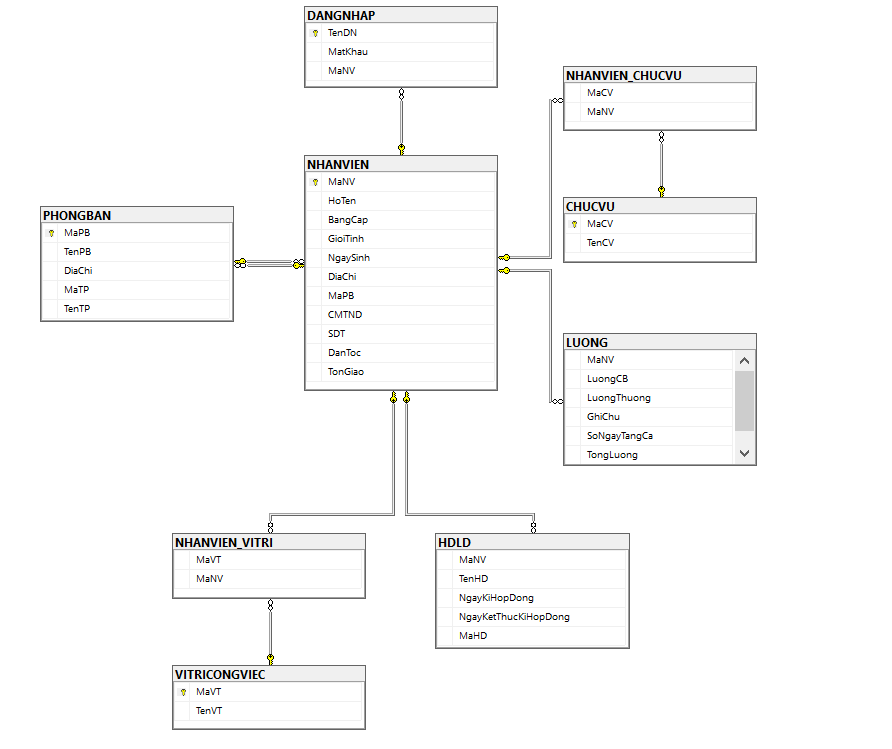 DANGNHAP
TenDN
MatKhau
MaNV
NHANVIEN_CHUCVU
MaCV
MaNV
NHANVIEN
MaNV
HoTen
BangCap
GioiTinh
NgaySinh
DiaChi
MaPB
CMTND
SDT
DanToc
TonGiao
PHONGBAN
MaPB
TenPB
DiaChi
MaTP
TenTP
CHUCVU
MaCV
TenCV
LUONG
MaNV
LuongCB
LuongThuong
GhiChu
SoNgayTangCa
TongLuong
NHANVIEN_VITRI
MaVT
MaNV
HDLD
MaNV
TenHD
NgayKiHopDong
NgayKetThucKiHopDong
MaHD
VITRICONGVIEC
MaVT
TenVT